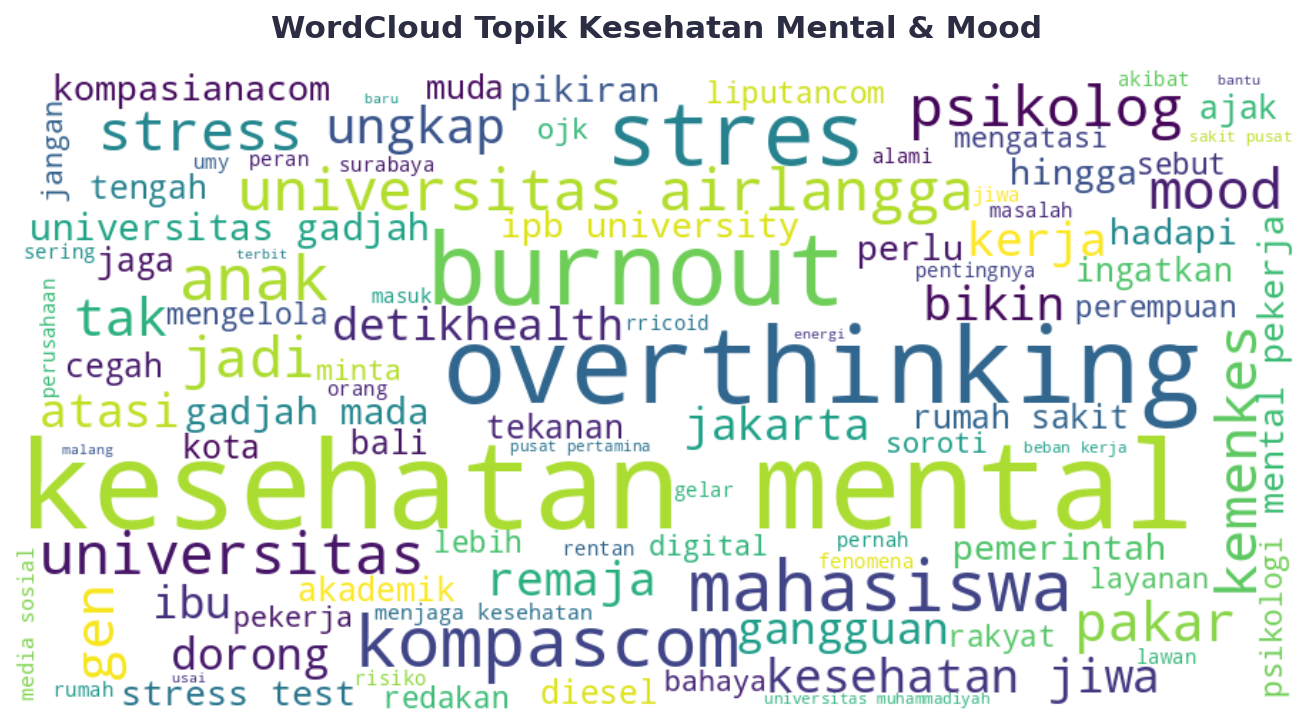 WordCloud Topik Kesehatan Mental & Mood
kompasianacom
baru
muda
pikiran
liputancom
akibat
bantu
jangan
stress
ungkap
ojk
stres
psikolog
ajak
mengatasi
sakit pusat
umy
peran
surabaya
alami
hingga
sebut
tengah
universitas airlangga
jiwa
mood
masalah
universitas gadjah
ipb university
perlu
kerja
hadapi
sering
jaga
terbit
anak
burnout
pentingnya
ingatkan
psikologi mental pekerja
perusahaan
tak
mengelola
masuk
detikhealth
rricoid
bikin
perempuan
energi
cegah
jadi
minta
orang
overthinking
kemenkes
atasi
gadjah mada
tekanan
jakarta
rumah sakit
malang
kota
bali
pusat pertamina
soroti
beban kerja
kesehatan mental
gelar
universitas
lebih
rentan
digital
pernah
fenomena
pemerintah
media sosial
gen
akademik
remaja
mahasiswa
layanan
ibu
pekerja
menjaga kesehatan
kompascom
gangguan
rakyat
pakar
dorong
lawan
rumah
usai
stress test
risiko
redakan
diesel
bahaya
kesehatan jiwa
universitas muhammadiyah